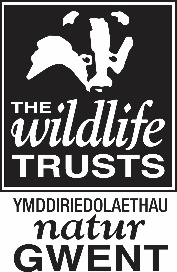 THE
wildlife
TRUSTS
YMDDIRIEDOLAETHAU
natur
GWENT